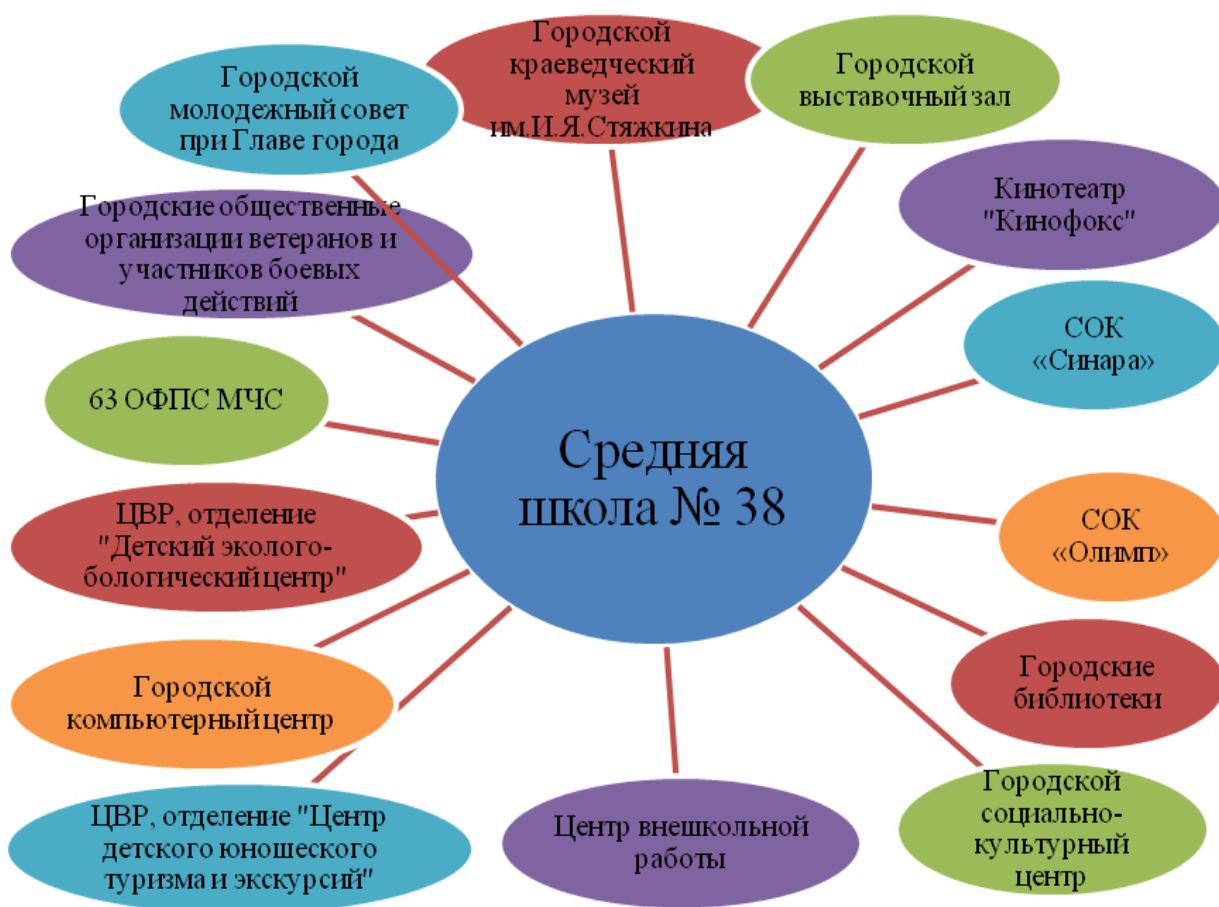 Городской
краеведческий
музей
им.И.Я.Стяжкина
Городской
выставочный зал
Кинотеатр
"Кинофокс"
СОК
«Синара»
СОК
«Олимп»
Городские
библиотеки
Городской
социально-
культурный
центр
Центр внешкольной
работы
ЦВР, отделение "Центр
детского юношеского
туризма и экскурсий"
Городской
компьютерный центр
ЦВР, отделение
"Детский эколого-
бологический центр"
63 ОФПС МЧС
Городские общественные
организации ветеранов и
участников боевых
действий
Городской
молодежный совет
при Главе города
Средняя
школа № 38